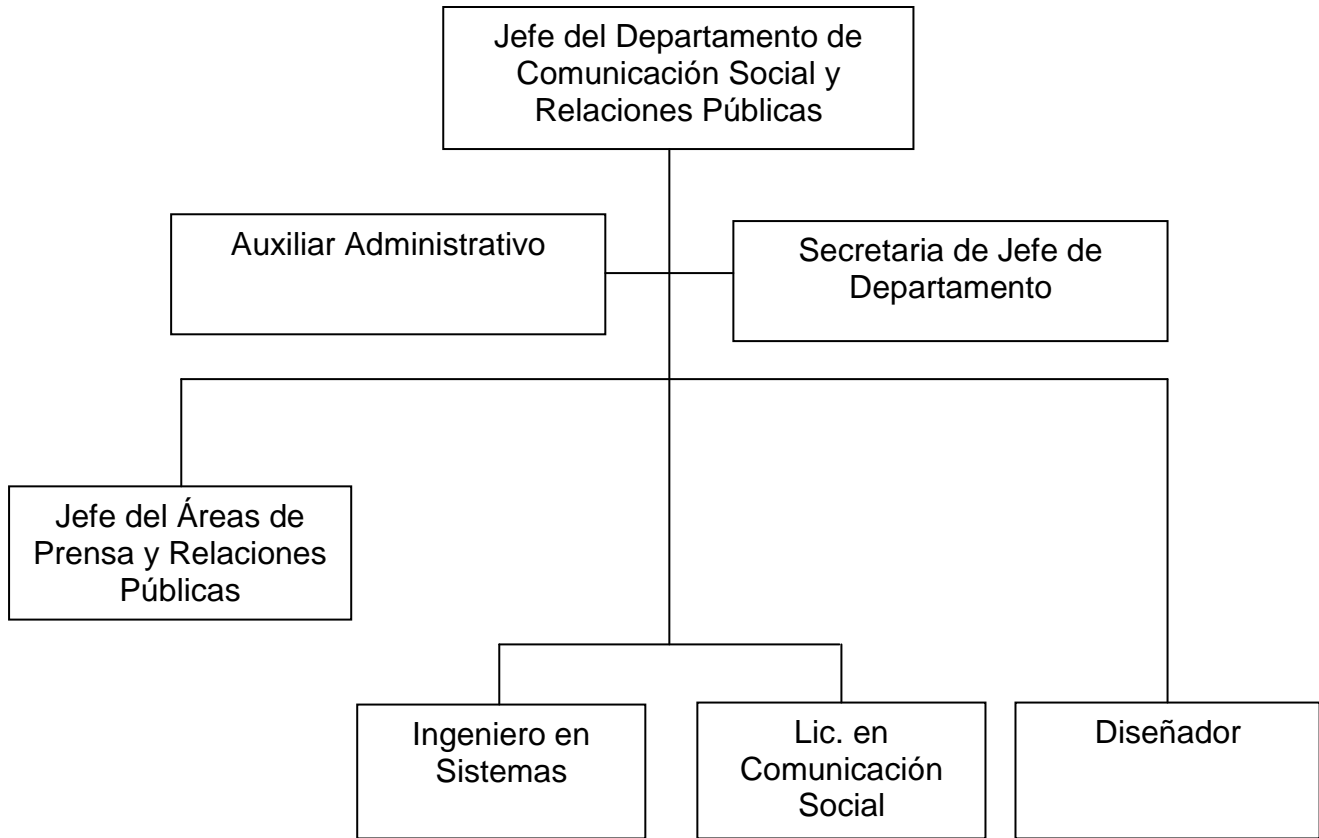 Jefe del Departamento de
Comunicación Social y
Relaciones Públicas
Auxiliar Administrativo
Secretaria de Jefe de
Departamento
Jefe del Áreas de
Prensa y Relaciones
Públicas
Ingeniero en
Sistemas
Lic. en
Comunicación
Social
Diseñador